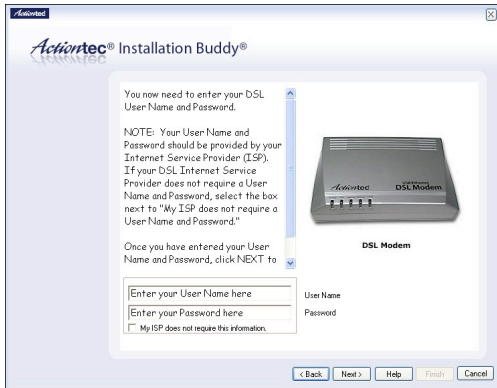 Actiontec
Actiontec® Installation Buddy®
You now need to enter your DSL
User Name and Password.
NOTE: Your User Name and
Password should be provided by your
Internet Service Provider (ISP).
If your DSL Internet Service
Provider does not require a User
Name and Password, select the box
next to "My ISP does not require a
User Name and Password."
Once you have entered your User
Name and Password, click NEXT to
Actiontec
DSL Modem
DSL Modem
Enter your User Name here
User Name
Enter your Password here
Password
My ISP does not require this information.
< Back
Next >
Help
Finish
Cancel